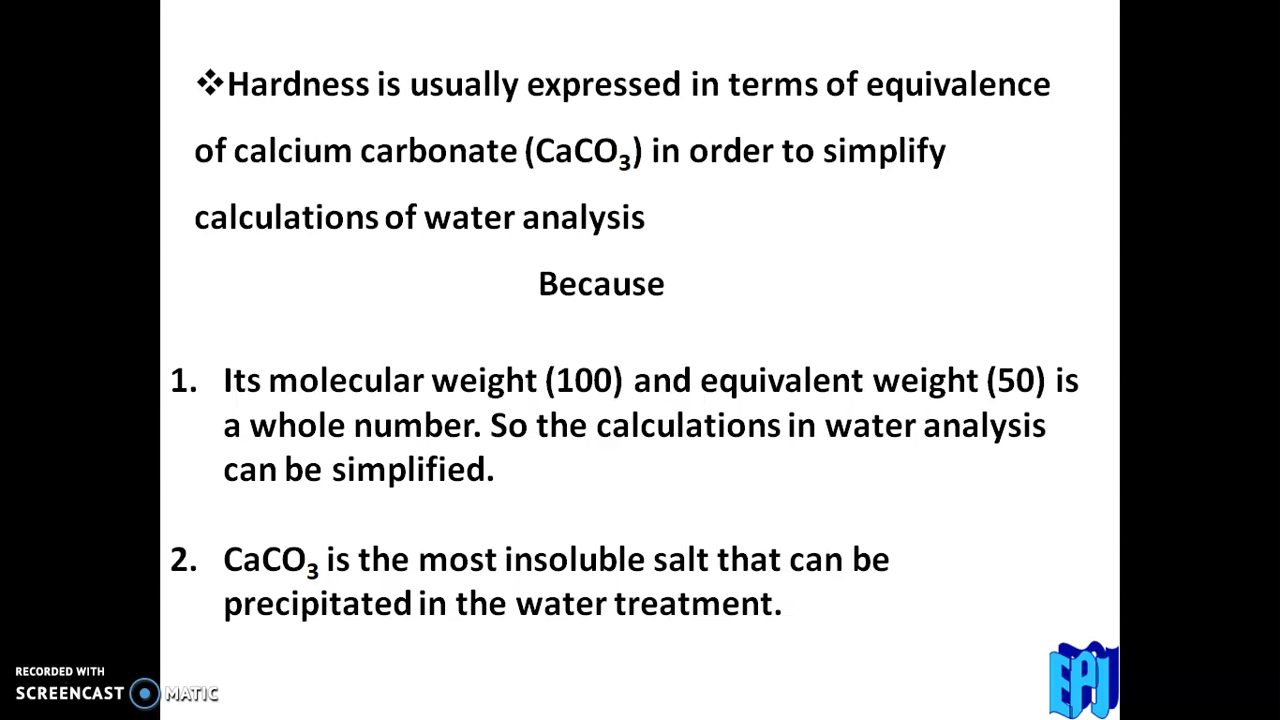 ❖Hardness is usually expressed in terms of equivalence
of calcium carbonate (CaCO₃) in order to simplify
calculations of water analysis
Because
1. Its molecular weight (100) and equivalent weight (50) is
a whole number. So the calculations in water analysis
can be simplified.
2. CaCO₃ is the most insoluble salt that can be
precipitated in the water treatment.
RECORDED WITH
SCREENCAST MATIC
EPJ